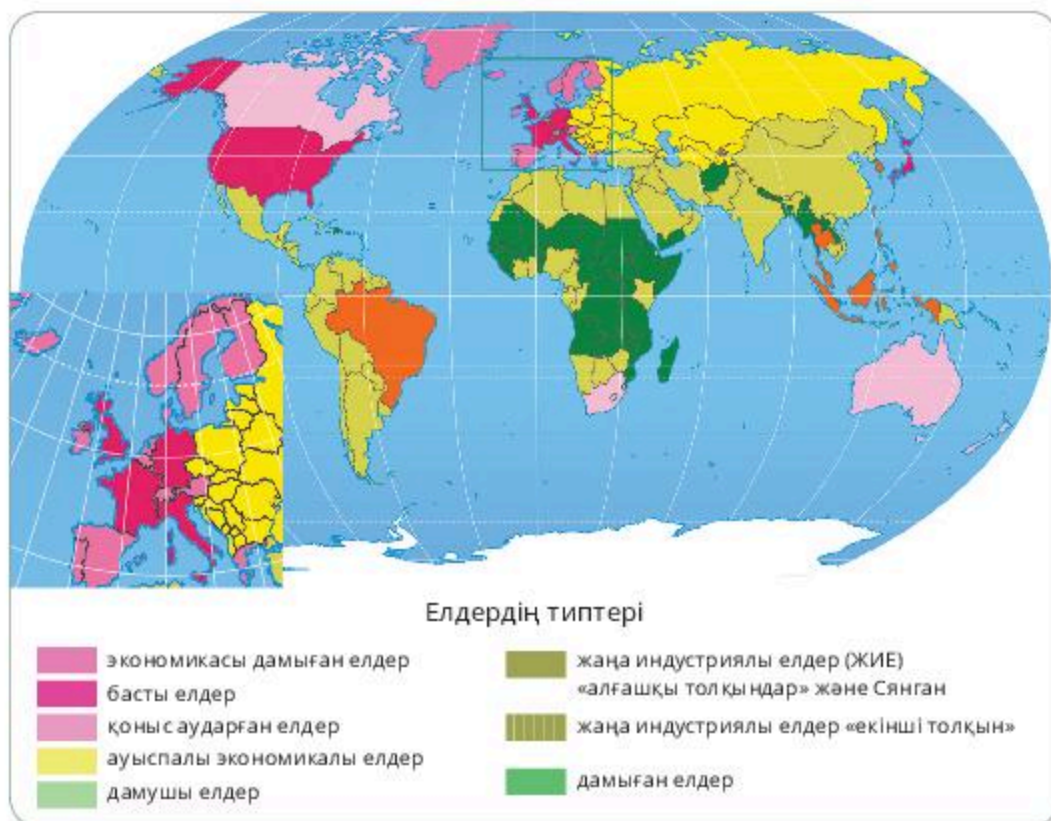 Елдердің типтері
экономикасы дамыған елдер
басты елдер
қоныс аударған елдер
ауыспалы экономикалы елдер
дамушы елдер
жаңа индустриялы елдер (ЖИЕ)
«алғашқы толқындар» және Сянган
жаңа индустриялы елдер «екінші толқын»
дамыған елдер